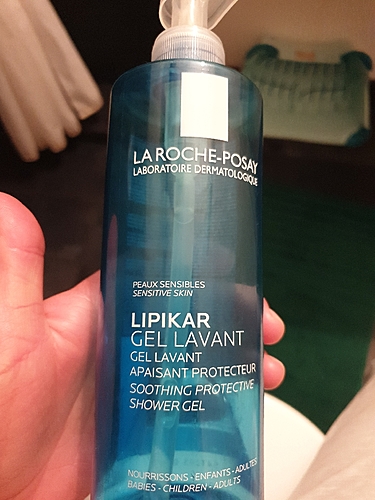 LA ROCHE-POSAY
LABORATOIRE DERMATOLOGIQUE
PEAUX SENSIBLES
SENSITIVE SKIN
LIPIKAR
GEL LAVANT
GEL LAVANT
APAISANT PROTECTEUR
SOOTHING PROTECTIVE
SHOWER GEL
NOURRISSONS - ENFANTS - ADULTES
BABIES - CHILDREN - ADULTS